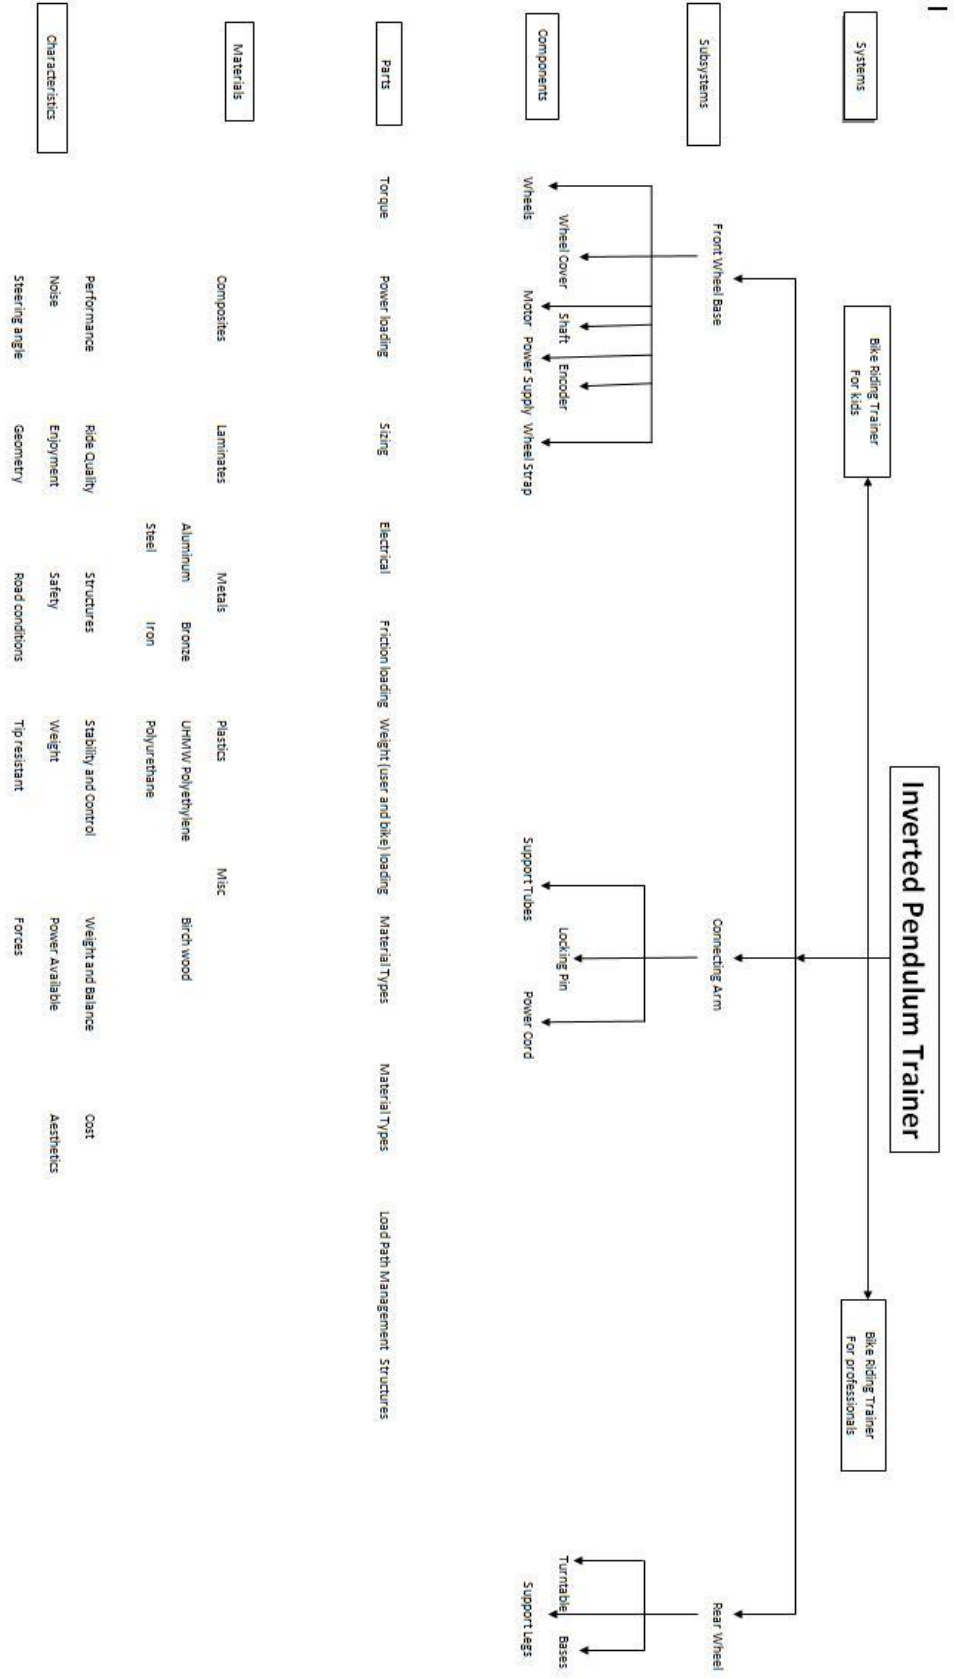 I
Inverted Pendulum Trainer
Systems
Bike Riding Trainer
For kids
Bike Riding Trainer
For professionals
Subsystems
Front Wheel Base
Connecting Arm
Rear Wheel
Components
Wheel Cover Shaft Encoder
Locking Pin
Turntable Bases
Wheels Motor Power Supply Wheel Strap
Support Tubes Power Cord
Support Legs
Parts
Torque Power loading Sizing Electrical Friction loading Weight (user and bike) loading Material Types Material Types Load Path Management Structures
Materials
Composites Laminates Metals Plastics Misc
Aluminum Bronze UHMW Polyethylene Birch wood
Steel Iron Polyurethane
Characteristics
Performance Ride Quality Structures Stability and Control Weight and Balance Cost
Noise Enjoyment Safety Weight Power Available Aesthetics
Steering angle Geometry Road conditions Tip resistant Forces